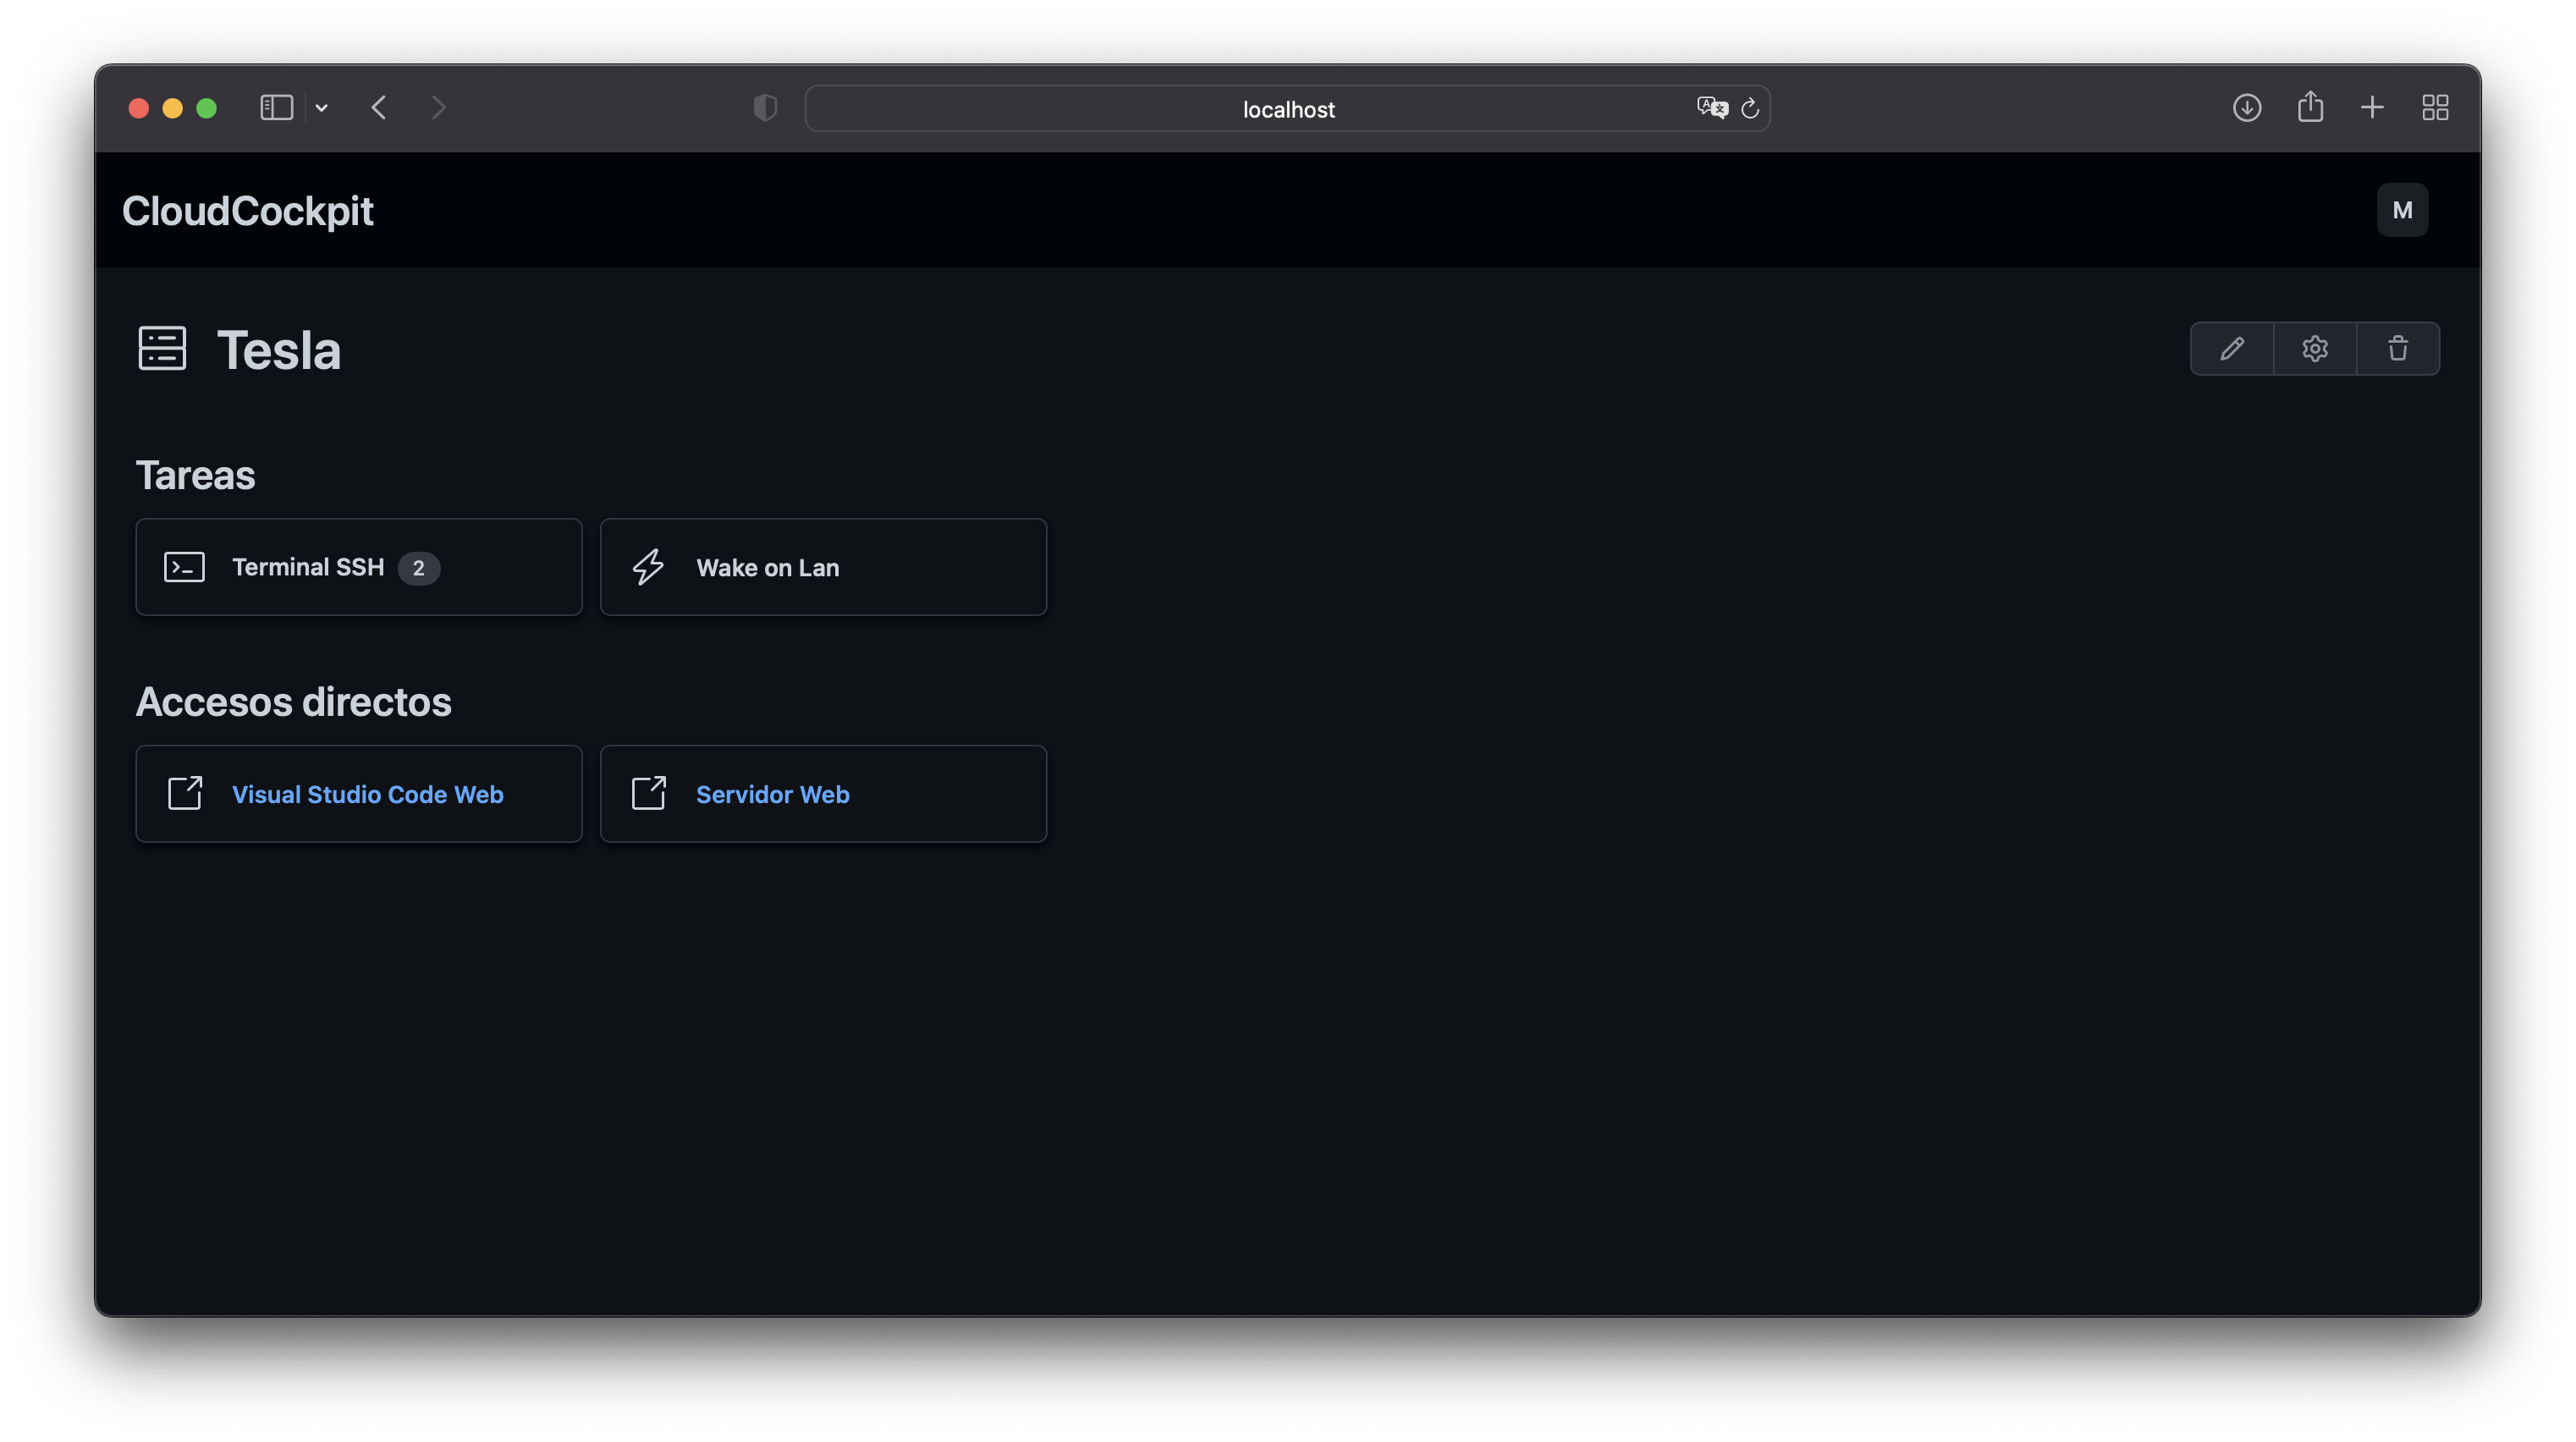 localhost
CloudCockpit
M
Tesla
Tareas
Terminal SSH 2
Wake on Lan
Accesos directos
Visual Studio Code Web
Servidor Web